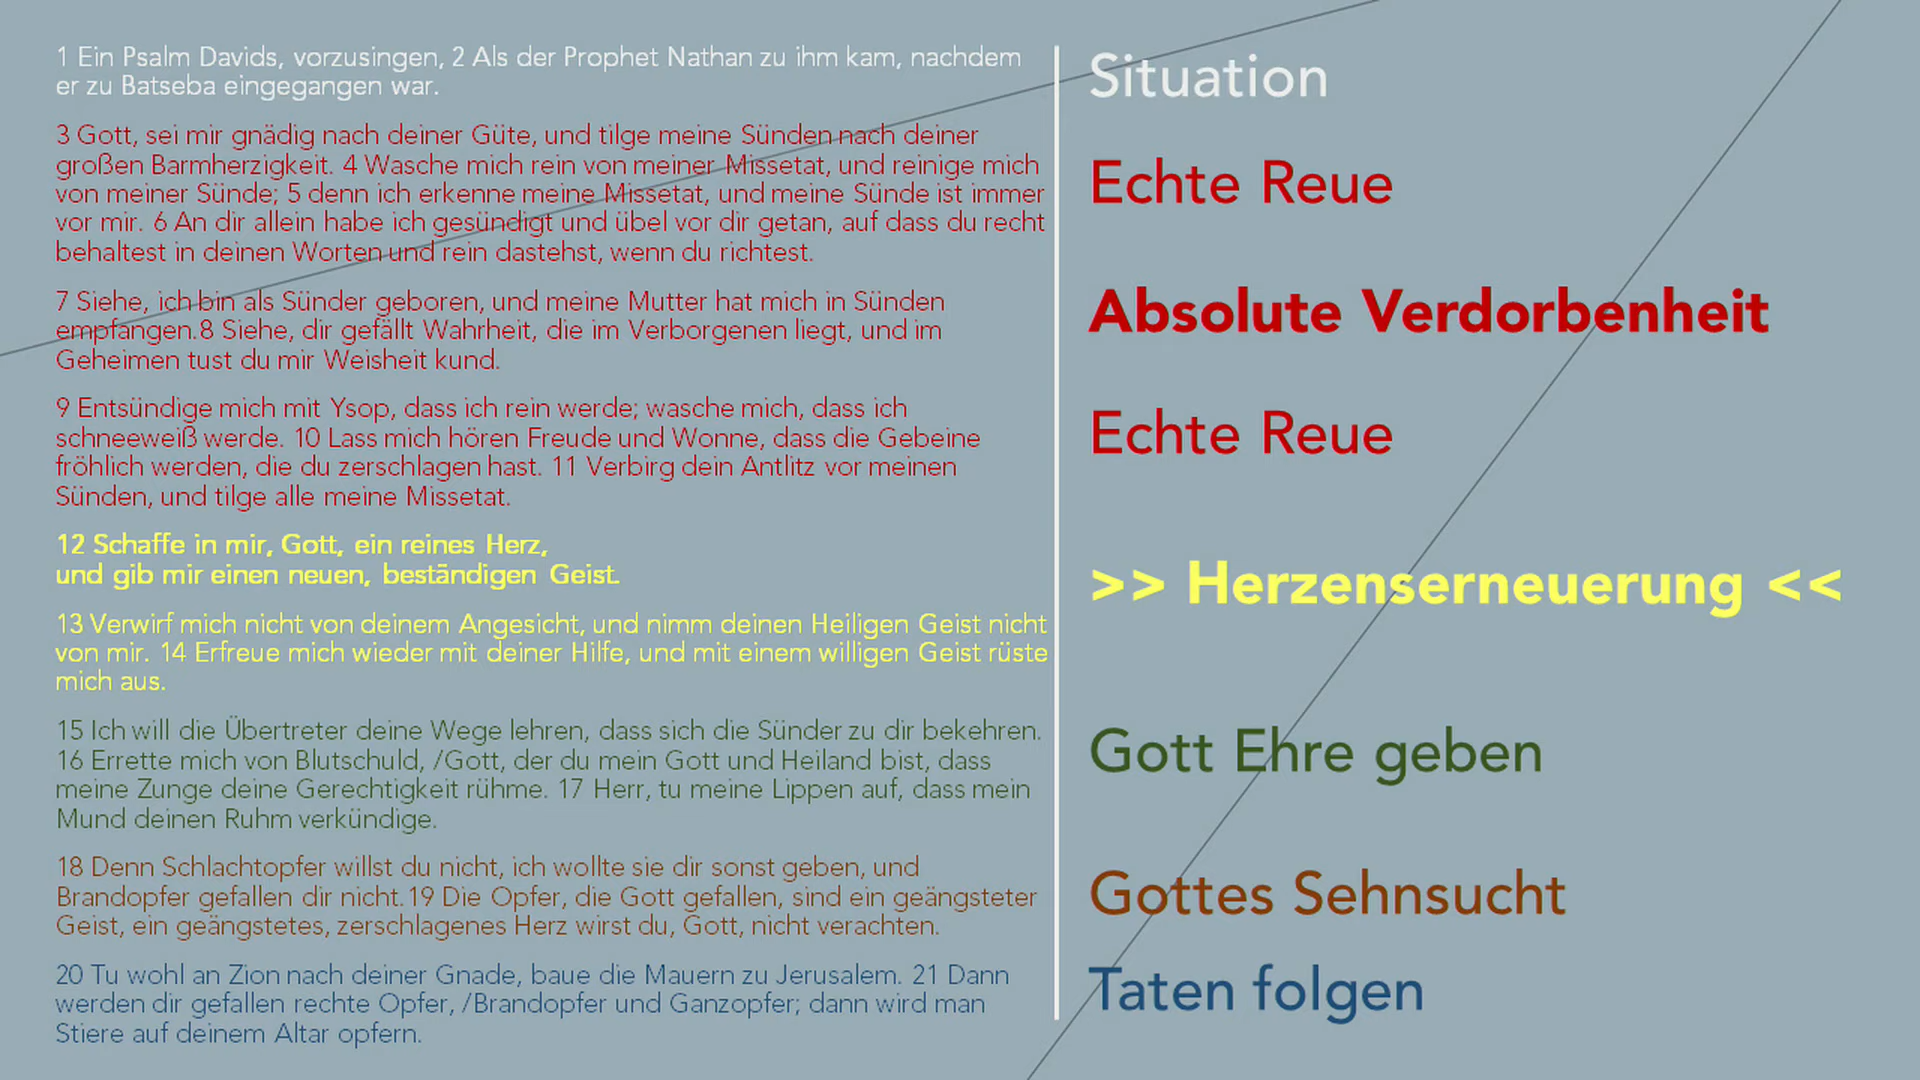 1 Ein Psalm Davids, vorzusingen, 2 Als der Prophet Nathan zu ihm kam, nachdem
er zu Batseba eingegangen war.
3 Gott, sei mir gnädig nach deiner Güte, und tilge meine Sünden nach deiner
großen Barmherzigkeit. 4 Wasche mich rein von meiner Missetat, und reinige mich
von meiner Sünde; 5 denn ich erkenne meine Missetat, und meine Sünde ist immer
vor mir. 6 An dir allein habe ich gesündigt und übel vor dir getan, auf dass du recht
behaltest in deinen Worten und rein dastehst, wenn du richtest.
7 Siehe, ich bin als Sünder geboren, und meine Mutter hat mich in Sünden
empfangen.8 Siehe, dir gefällt Wahrheit, die im Verborgenen liegt, und im
Geheimen tust du mir Weisheit kund.
9 Entsündige mich mit Ysop, dass ich rein werde; wasche mich, dass ich
schneeweiß werde. 10 Lass mich hören Freude und Wonne, dass die Gebeine
fröhlich werden, die du zerschlagen hast. 11 Verbirg dein Antlitz vor meinen
Sünden, und tilge alle meine Missetat.
12 Schaffe in mir, Gott, ein reines Herz,
und gib mir einen neuen, beständigen Geist.
13 Verwirf mich nicht von deinem Angesicht, und nimm deinen Heiligen Geist nicht
von mir. 14 Erfreue mich wieder mit deiner Hilfe, und mit einem willigen Geist rüste
mich aus.
15 Ich will die Übertreter deine Wege lehren, dass sich die Sünder zu dir bekehren.
16 Errette mich von Blutschuld, /Gott, der du mein Gott und Heiland bist, dass
meine Zunge deine Gerechtigkeit rühme. 17 Herr, tu meine Lippen auf, dass mein
Mund deinen Ruhm verkündige.
18 Denn Schlachtopfer willst du nicht, ich wollte sie dir sonst geben, und
Brandopfer gefallen dir nicht.19 Die Opfer, die Gott gefallen, sind ein geängsteter
Geist, ein geängstetes, zerschlagenes Herz wirst du, Gott, nicht verachten.
20 Tu wohl an Zion nach deiner Gnade, baue die Mauern zu Jerusalem. 21 Dann
werden dir gefallen rechte Opfer, /Brandopfer und Ganzopfer; dann wird man
Stiere auf deinem Altar opfern.
Situation
Echte Reue
Absolute Verdorbenheit
Echte Reue
>> Herzenserneuerung <<
Gott Ehre geben
Gottes Sehnsucht
Taten folgen